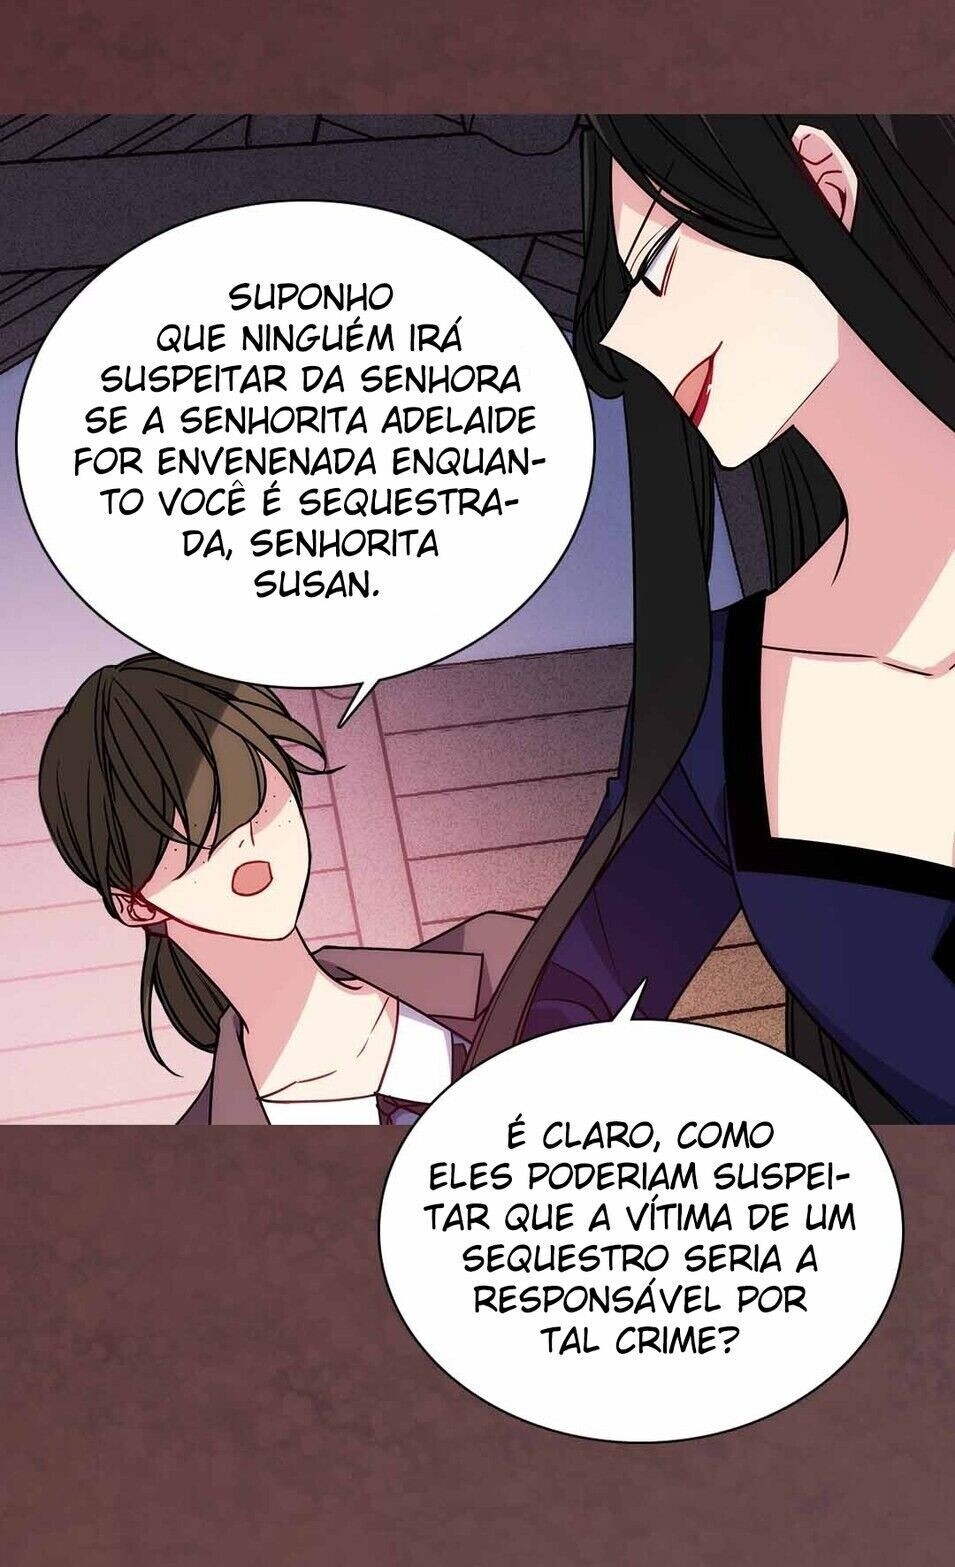 SUPONHO
QUE NINGUÉM IRÁ
SUSPEITAR DA SENHORA
SE A SENHORITA ADELAIDE
FOR ENVENENADA ENQUAN-
TO VOCÊ É SEQUESTRA-
DA, SENHORITA
SUSAN.
É CLARO, COMO
ELES PODERIAM SUSPEI-
TAR QUE A VÍTIMA DE UM
SEQUESTRO SERIA A
RESPONSÁVEL POR
TAL CRIME?